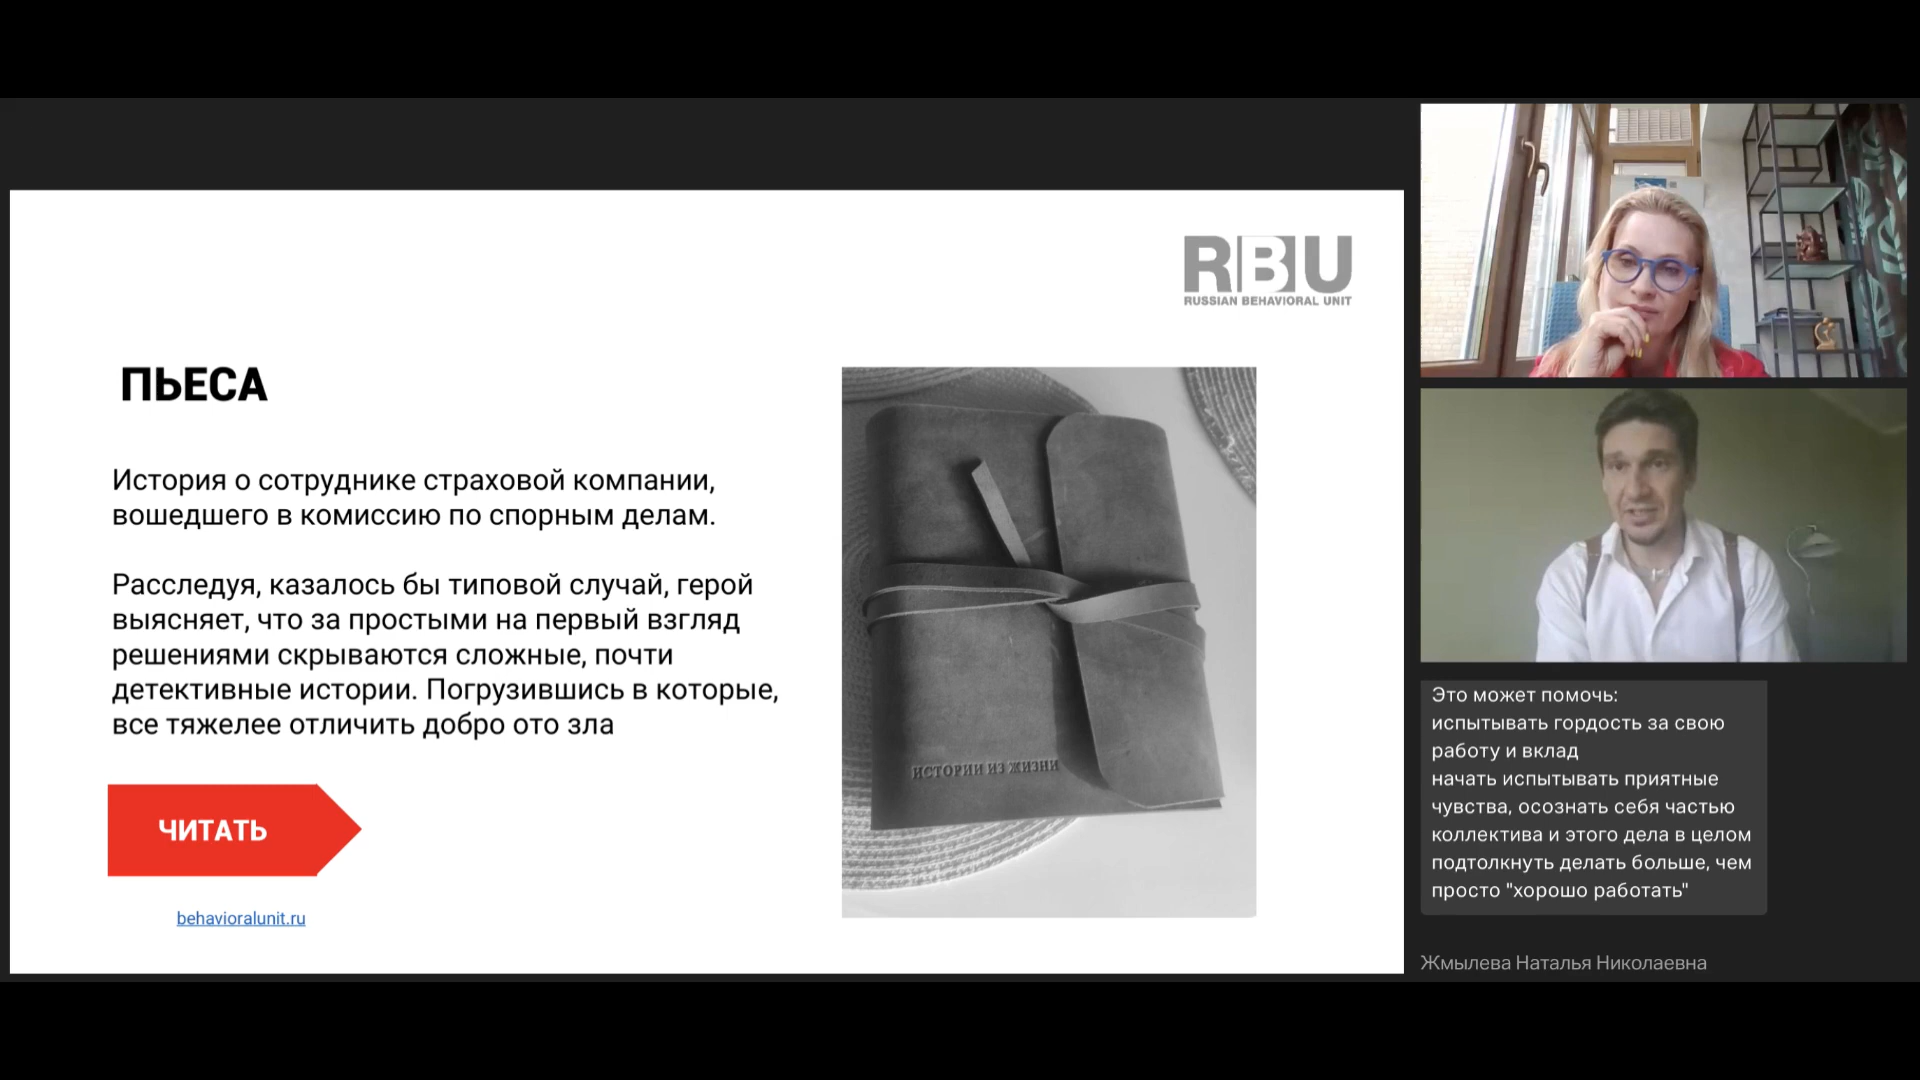 RBU
RUSSIAN BEHAVIORAL UNIT
ПЬЕСА
История о сотруднике страховой компании,
вошедшего в комиссию по спорным делам.
Расследуя, казалось бы типовой случай, герой
выясняет, что за простыми на первый взгляд
решениями скрываются сложные, почти
детективные истории. Погрузившись в которые,
все тяжелее отличить добро ото зла
ЧИТАТЬ
behavioralunit.ru
ИСТОРИИ ИЗ ЖИЗНИ
Это может помочь:
испытывать гордость за свою
работу и вклад
начать испытывать приятные
чувства, осознать себя частью
коллектива и этого дела в целом
подтолкнуть делать больше, чем
просто "хорошо работать"
Жмылева Наталья Николаевна